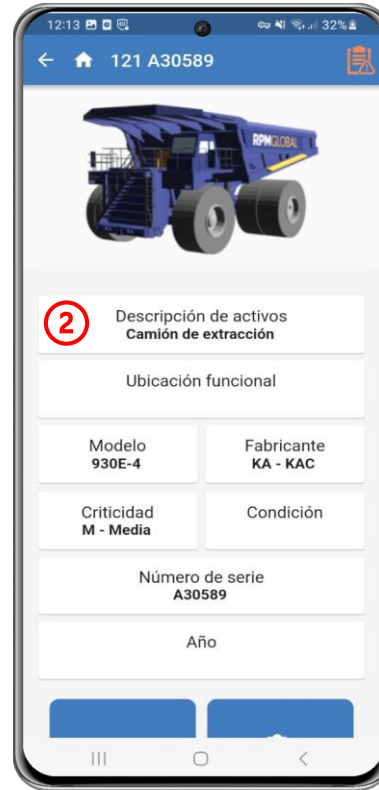 12:13 32%
121 A30589
RPMGLOBAL
2
Descripción de activos
Camión de extracción
Ubicación funcional
Modelo
930E-4
Fabricante
KA - KAC
Criticidad
M - Media
Condición
Número de serie
A30589
Año